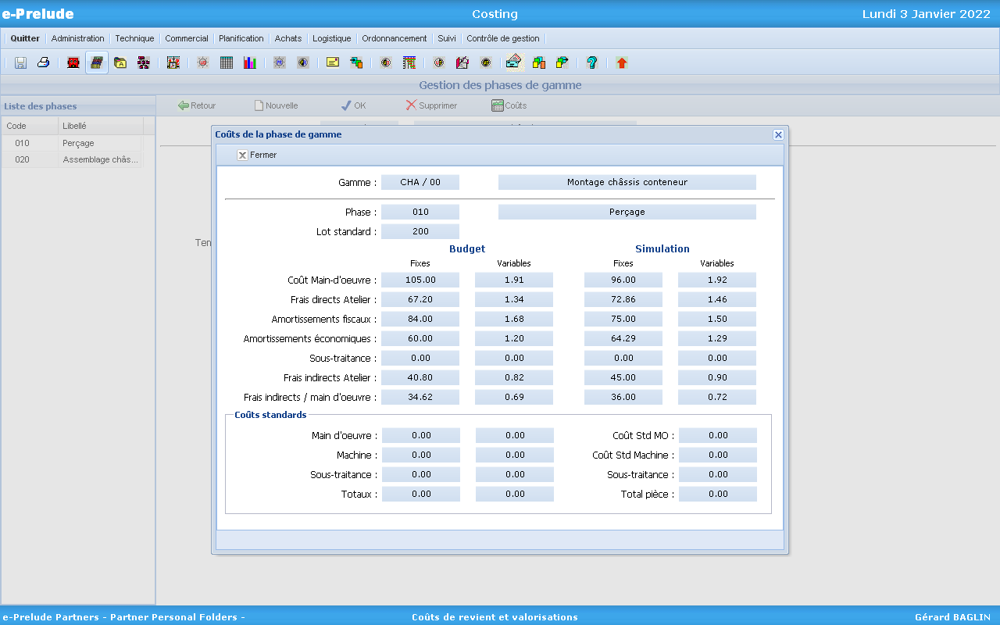 e-Prelude Costing Lundi 3 Janvier 2022
Quitter Administration Technique Commercial Planification Achats Logistique Ordonnancement Suivi Contrôle de gestion
Gestion des phases de gamme
Liste des phases Retour Nouvelle OK Supprimer Coûts
Code Libellé
010 Perçage
020 Assemblage châs...
Ten
Coûts de la phase de gamme
Fermer
Gamme : CHA / 00 Montage châssis conteneur
Phase : 010 Perçage
Lot standard : 200
Budget Simulation
Fixes Variables Fixes Variables
Coût Main-d'oeuvre : 105.00 1.91 96.00 1.92
Frais directs Atelier : 67.20 1.34 72.86 1.46
Amortissements fiscaux : 84.00 1.68 75.00 1.50
Amortissements économiques : 60.00 1.20 64.29 1.29
Sous-traitance : 0.00 0.00 0.00 0.00
Frais indirects Atelier : 40.80 0.82 45.00 0.90
Frais indirects / main d'oeuvre : 34.62 0.69 36.00 0.72
Coûts standards
Main d'oeuvre : 0.00 0.00 Coût Std MO : 0.00
Machine : 0.00 0.00 Coût Std Machine : 0.00
Sous-traitance : 0.00 0.00 Sous-traitance : 0.00
Totaux : 0.00 0.00 Total pièce : 0.00
e-Prelude Partners - Partner Personal Folders - Coûts de revient et valorisations Gérard BAGLIN